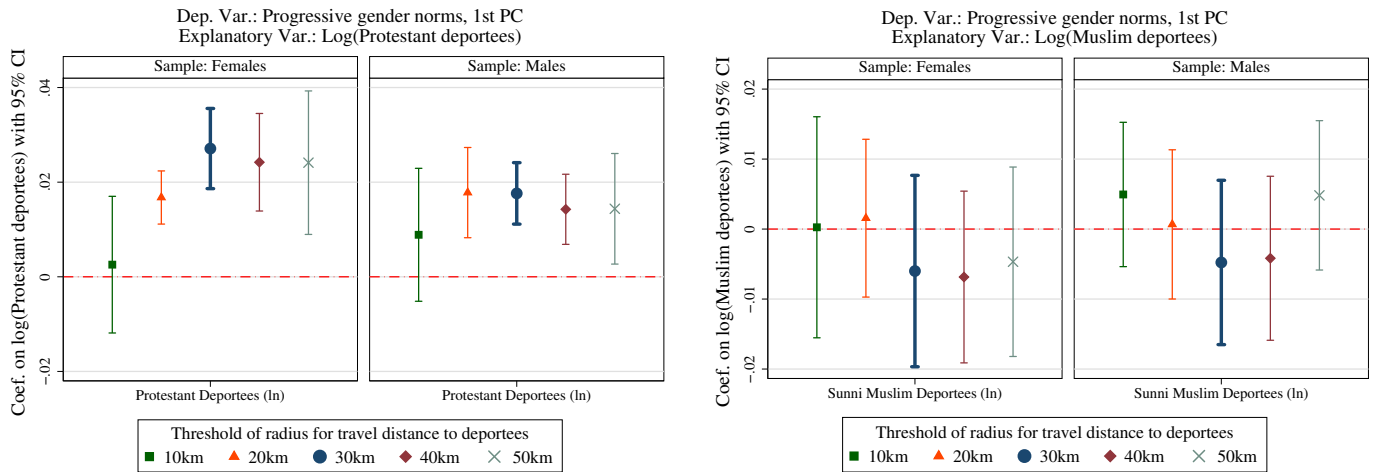 Dep. Var.: Progressive gender norms, 1st PC
Explanatory Var.: Log(Protestant deportees)
Sample: Females
Sample: Males
Coef. on log(Protestant deportees) with 95% CI
.04
.02
0
-.02
Protestant Deportees (ln)
Protestant Deportees (ln)
Threshold of radius for travel distance to deportees
10km 20km 30km 40km 50km
Dep. Var.: Progressive gender norms, 1st PC
Explanatory Var.: Log(Muslim deportees)
Sample: Females
Sample: Males
Coef. on log(Muslim deportees) with 95% CI
.02
.01
0
-.01
-.02
Sunni Muslim Deportees (ln)
Sunni Muslim Deportees (ln)
Threshold of radius for travel distance to deportees
10km 20km 30km 40km 50km